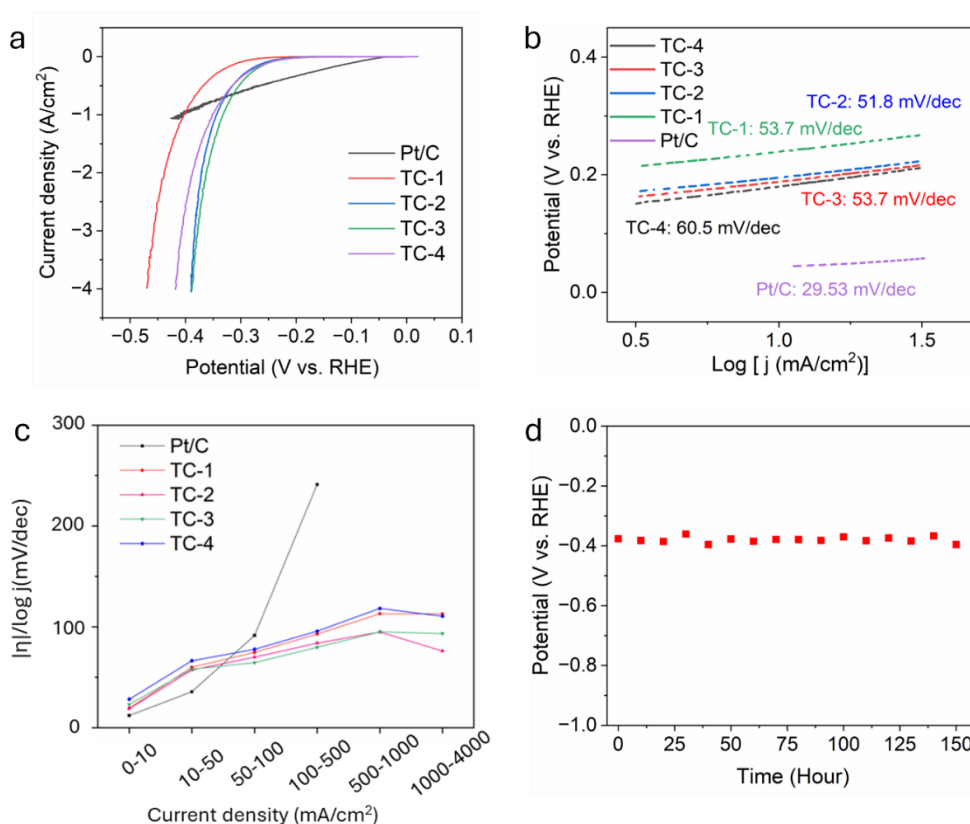 a
0
−1
−2
−3
−4
Current density (A/cm²)
Pt/C
TC-1
TC-2
TC-3
TC-4
−0.5 −0.4 −0.3 −0.2 −0.1 0.0 0.1
Potential (V vs. RHE)
b
0.4
0.2
0.0
Potential (V vs. RHE)
TC-4
TC-3
TC-2
TC-1
Pt/C
TC-2: 51.8 mV/dec
TC-1: 53.7 mV/dec
TC-3: 53.7 mV/dec
TC-4: 60.5 mV/dec
Pt/C: 29.53 mV/dec
0.5 1.0 1.5
Log [ j (mA/cm²)]
c
300
200
100
0
|η|/log j(mV/dec)
Pt/C
TC-1
TC-2
TC-3
TC-4
0-10 10-50 50-100 100-500 500-1000 1000-4000
Current density (mA/cm²)
d
0.0
−0.2
−0.4
−0.6
−0.8
−1.0
Potential (V vs. RHE)
0 25 50 75 100 125 150
Time (Hour)